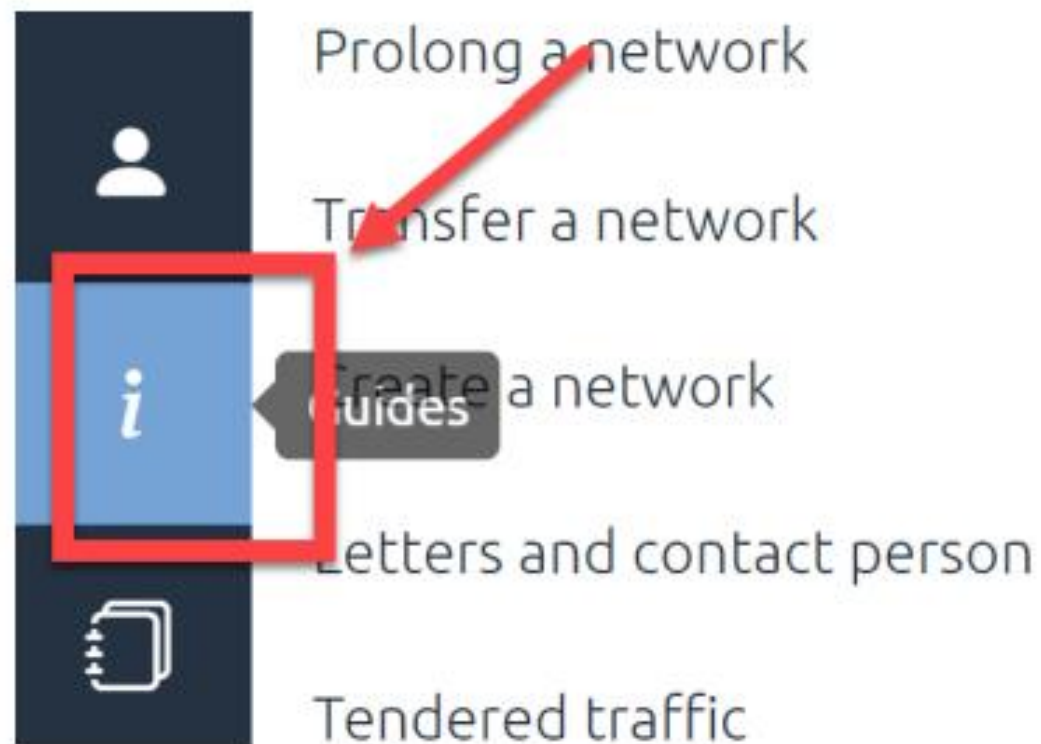 Prolong a network
Transfer a network
i
Guides
Create a network
Letters and contact person
Tendered traffic